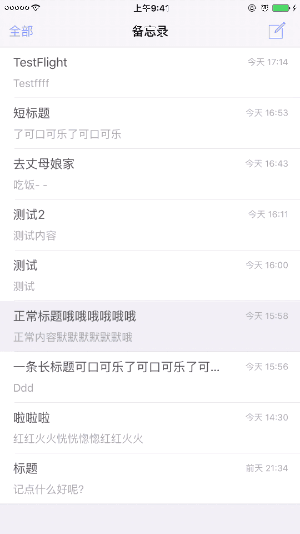 上午9:41
全部
备忘录
TestFlight
今天 17:14
Testffff
短标题
今天 16:53
了可口可乐了可口可乐
去丈母娘家
今天 16:43
吃饭- -
测试2
今天 16:11
测试内容
测试
今天 16:00
测试
正常标题哦哦哦哦哦哦
今天 15:58
正常内容默默默默默默哦
一条长标题可口可乐了可口可乐了可...
今天 15:56
Ddd
啦啦啦
今天 14:30
红红火火恍恍惚惚红红火火
标题
前天 21:34
记点什么好呢?